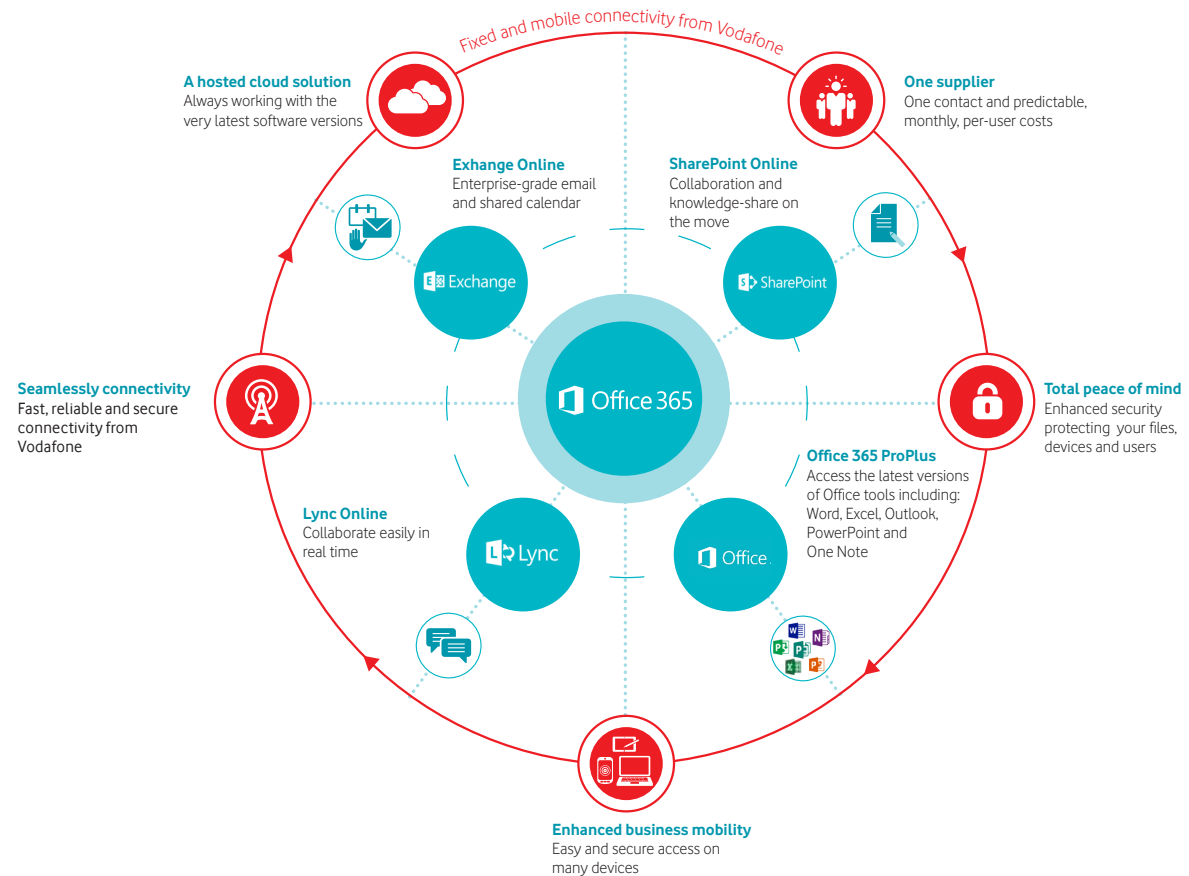 Fixed and mobile connectivity from Vodafone
A hosted cloud solution
Always working with the
very latest software versions
One supplier
One contact and predictable,
monthly, per-user costs
Exhange Online
Enterprise-grade email
and shared calendar
SharePoint Online
Collaboration and
knowledge-share on
the move
E Exchange
S SharePoint
Office 365
Seamlessly connectivity
Fast, reliable and secure
connectivity from
Vodafone
Total peace of mind
Enhanced security
protecting your files,
devices and users
Office 365 ProPlus
Access the latest versions
of Office tools including:
Word, Excel, Outlook,
PowerPoint and
One Note
Lync Online
Collaborate easily in
real time
L Lync
Office.
W
N
P
P
X
P
Enhanced business mobility
Easy and secure access on
many devices